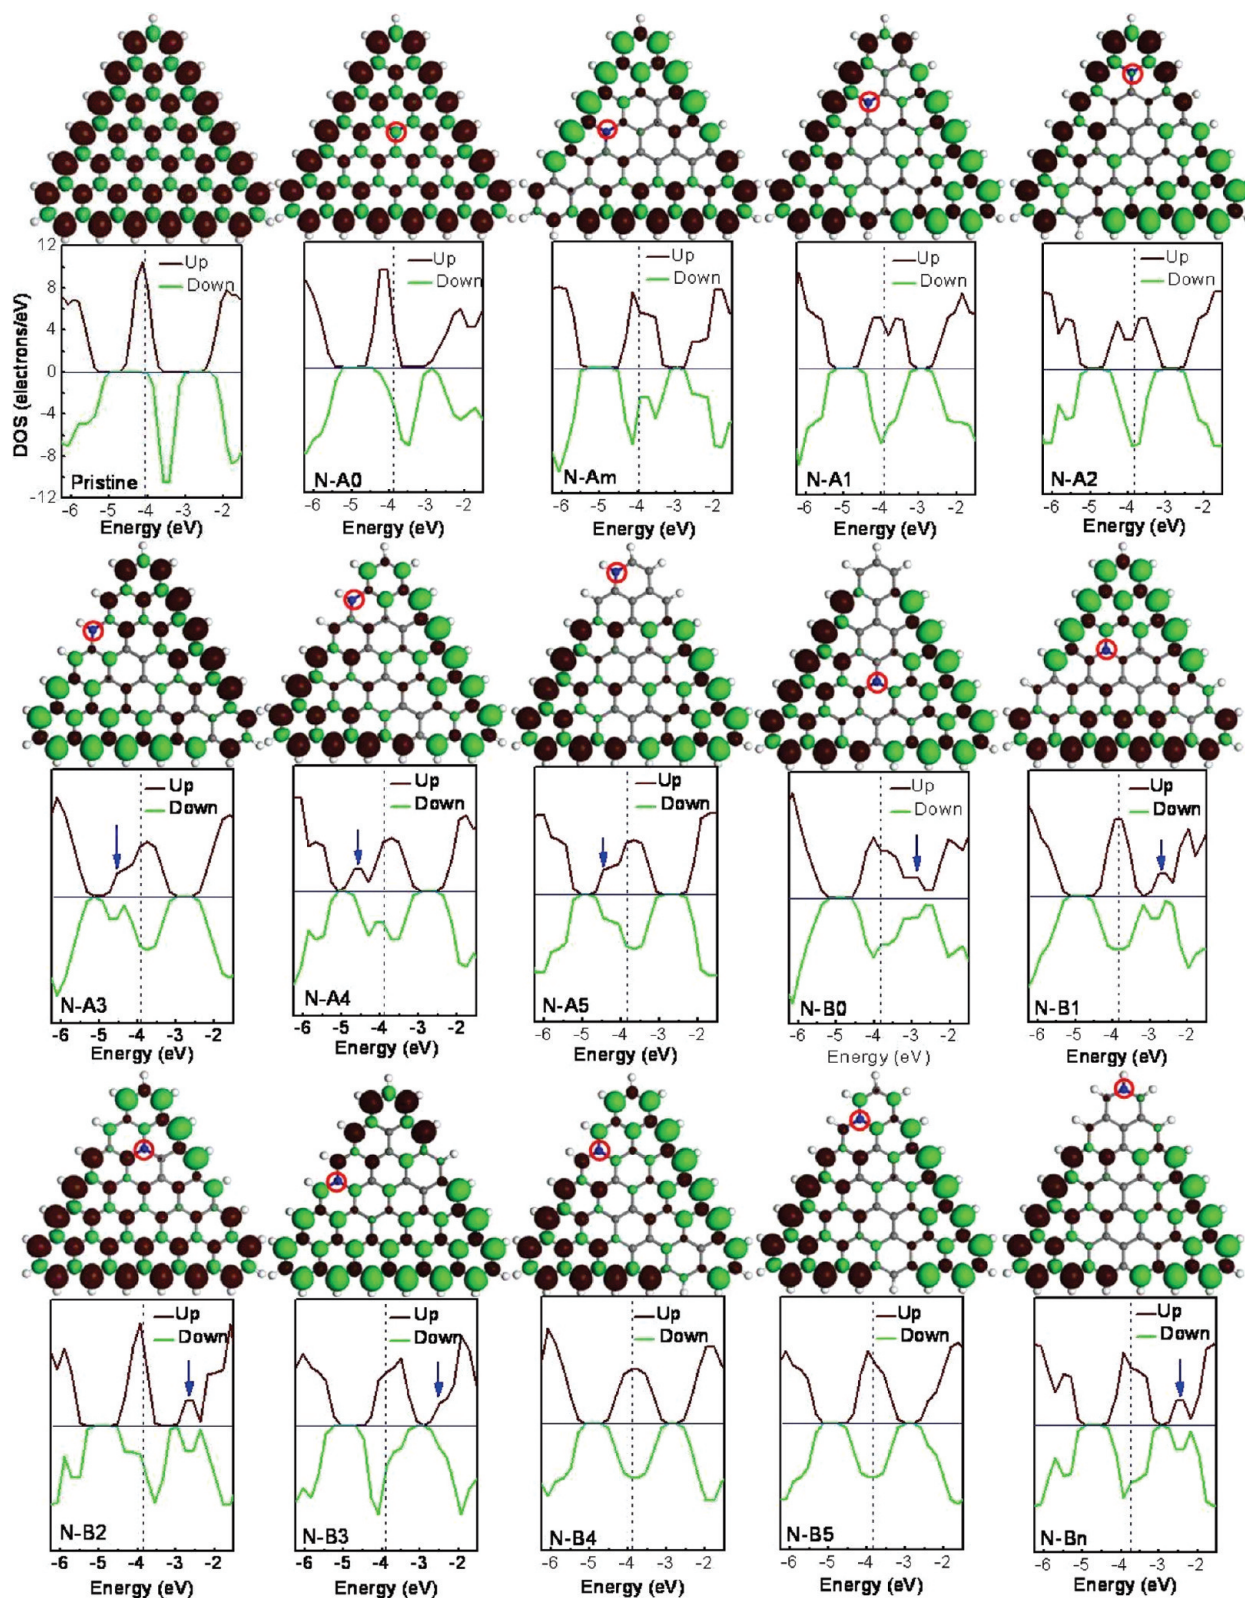 H
Up
Down
Up
Down
Up
Down
Up
Down
Up
Down
12
8
4
0
-4
-8
-12
DOS (electrons/eV)
Pristine
N-A0
N-Am
N-A1
N-A2
-6 -5 -4 -3 -2
-6 -5 -4 -3 -2
-6 -5 -4 -3 -2
-6 -5 -4 -3 -2
-6 -5 -4 -3 -2
Energy (eV)
Energy (eV)
Energy (eV)
Energy (eV)
Energy (eV)
Up
Down
Up
Down
Up
Down
Up
Down
Up
Down
N-A3
N-A4
N-A5
N-B0
N-B1
-6 -5 -4 -3 -2
-6 -5 -4 -3 -2
-6 -5 -4 -3 -2
-6 -5 -4 -3 -2
-6 -5 -4 -3 -2
Energy (eV)
Energy (eV)
Energy (eV)
Energy (eV)
Energy (eV)
Up
Down
Up
Down
Up
Down
Up
Down
Up
Down
N-B2
N-B3
N-B4
N-B5
N-Bn
-6 -5 -4 -3 -2
-6 -5 -4 -3 -2
-6 -5 -4 -3 -2
-6 -5 -4 -3 -2
-6 -5 -4 -3 -2
Energy (eV)
Energy (eV)
Energy (eV)
Energy (eV)
Energy (eV)